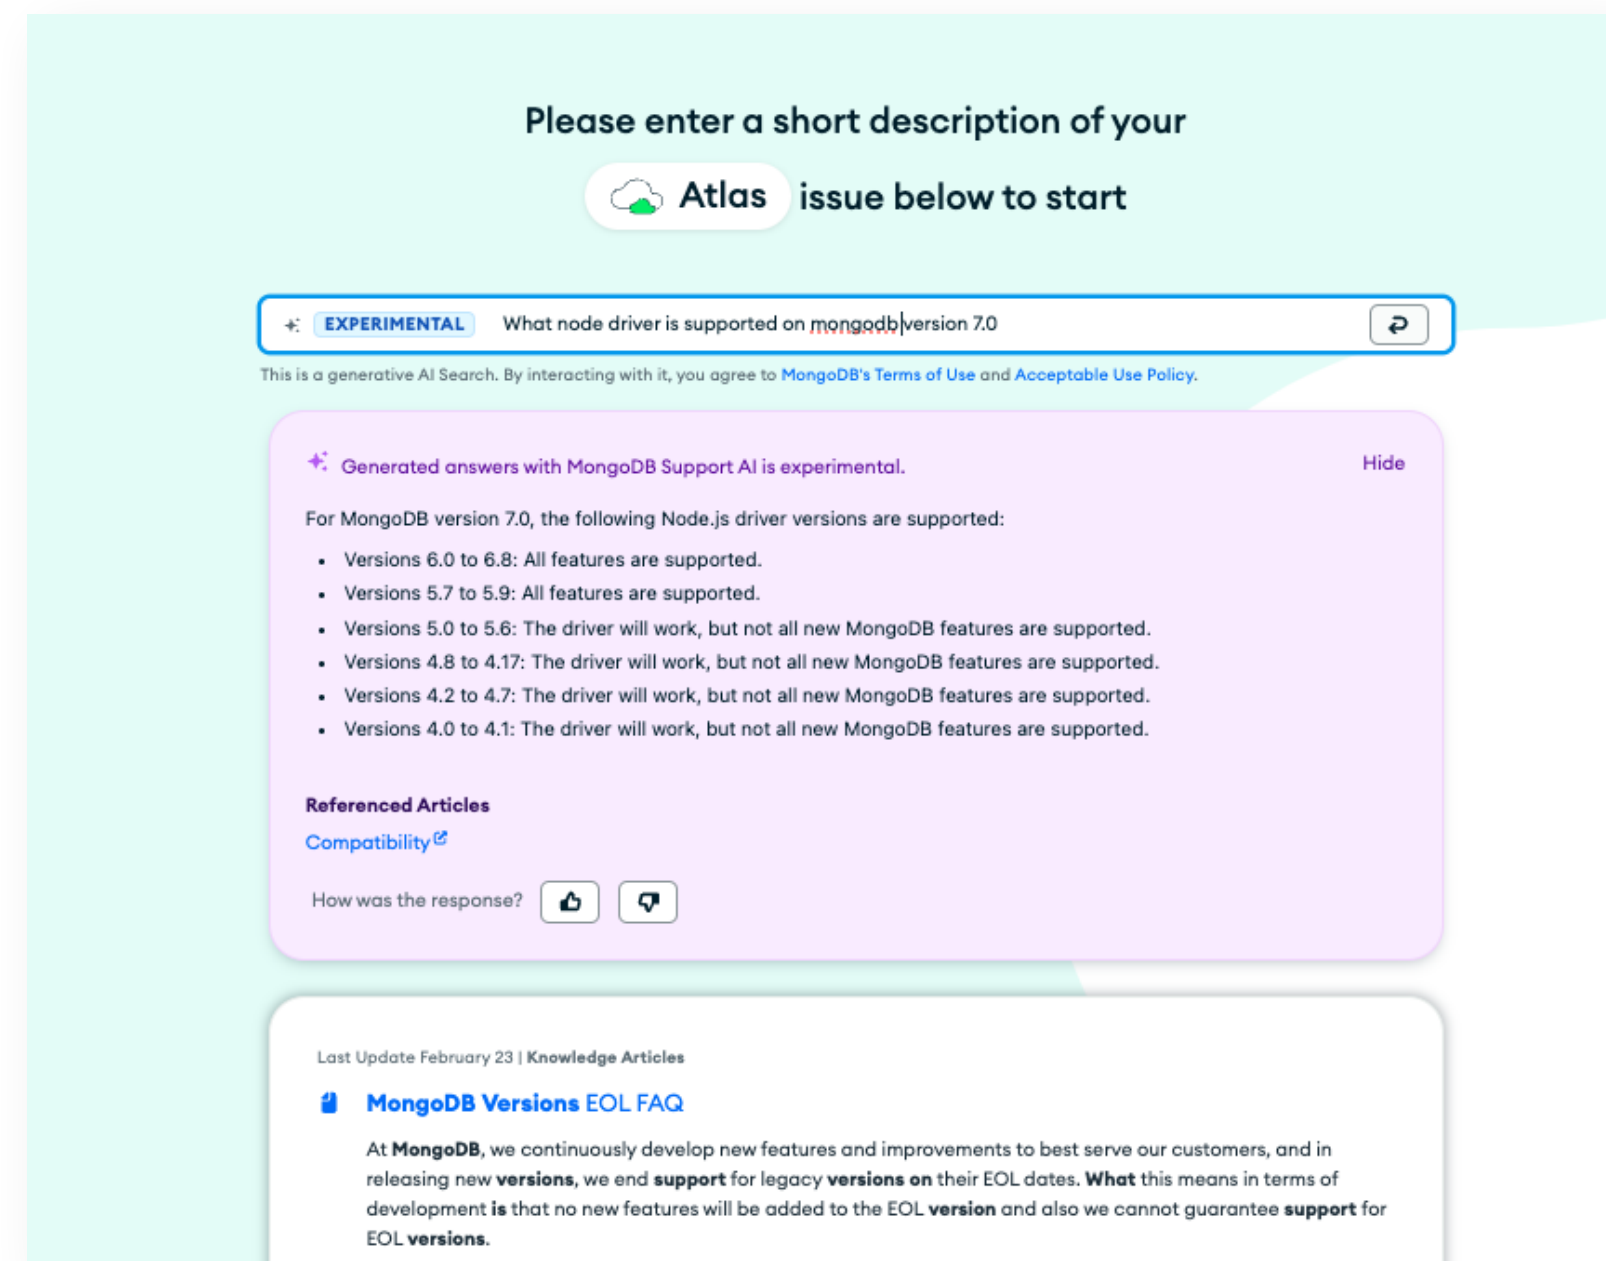 Please enter a short description of your
Atlas issue below to start
EXPERIMENTAL What node driver is supported on mongodb version 7.0
This is a generative AI Search. By interacting with it, you agree to MongoDB's Terms of Use and Acceptable Use Policy.
Generated answers with MongoDB Support AI is experimental. Hide
For MongoDB version 7.0, the following Node.js driver versions are supported:
• Versions 6.0 to 6.8: All features are supported.
• Versions 5.7 to 5.9: All features are supported.
• Versions 5.0 to 5.6: The driver will work, but not all new MongoDB features are supported.
• Versions 4.8 to 4.17: The driver will work, but not all new MongoDB features are supported.
• Versions 4.2 to 4.7: The driver will work, but not all new MongoDB features are supported.
• Versions 4.0 to 4.1: The driver will work, but not all new MongoDB features are supported.
Referenced Articles
Compatibility
How was the response?
Last Update February 23 | Knowledge Articles
MongoDB Versions EOL FAQ
At MongoDB, we continuously develop new features and improvements to best serve our customers, and in
releasing new versions, we end support for legacy versions on their EOL dates. What this means in terms of
development is that no new features will be added to the EOL version and also we cannot guarantee support for
EOL versions.